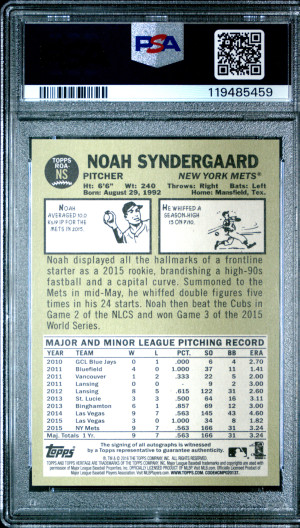 PSA
119485459
TOPPS
ROA-
NS
NOAH SYNDERGAARD
PITCHER NEW YORK METS®
Ht: 6'6" Wt: 240 Throws: Right Bats: Left
Born: August 29, 1992 Home: Mansfield, Tex.
NOAH
AVERAGED 10.0
K'S/9 IP FOR THE
METS IN 2015.
HE WHIFFED A
SEASON-HIGH
Noah displayed all the hallmarks of a frontline
starter as a 2015 rookie, brandishing a high-90s
fastball and a capital curve. Summoned to the
Mets in mid-May, he whiffed double figures five
times in his 24 starts. Noah then beat the Cubs in
Game 2 of the NLCS and won Game 3 of the 2015
World Series.
MAJOR AND MINOR LEAGUE PITCHING RECORD
YEAR TEAM W L PCT. SO BB ERA
2010 GCL Blue Jays 0 1 .000 6 4 2.70
2011 Bluefield 4 0 1.000 37 11 1.41
2011 Vancouver 1 2 .333 22 5 2.00
2011 Lansing 0 0 9 2 3.00
2012 Lansing 8 5 .615 122 31 2.60
2013 St. Lucie 3 3 .500 64 16 3.11
2013 Binghamton 6 1 .857 69 12 3.00
2014 Las Vegas 9 7 .563 145 43 4.60
2015 Las Vegas 3 0 1.000 34 8 1.82
2015 NY Mets 9 7 .563 166 31 3.24
Maj. Totals 1 Yr. 9 7 .563 166 31 3.24
Topps
The signing of all autographs is witnessed by
Topps representatives to guarantee authenticity.